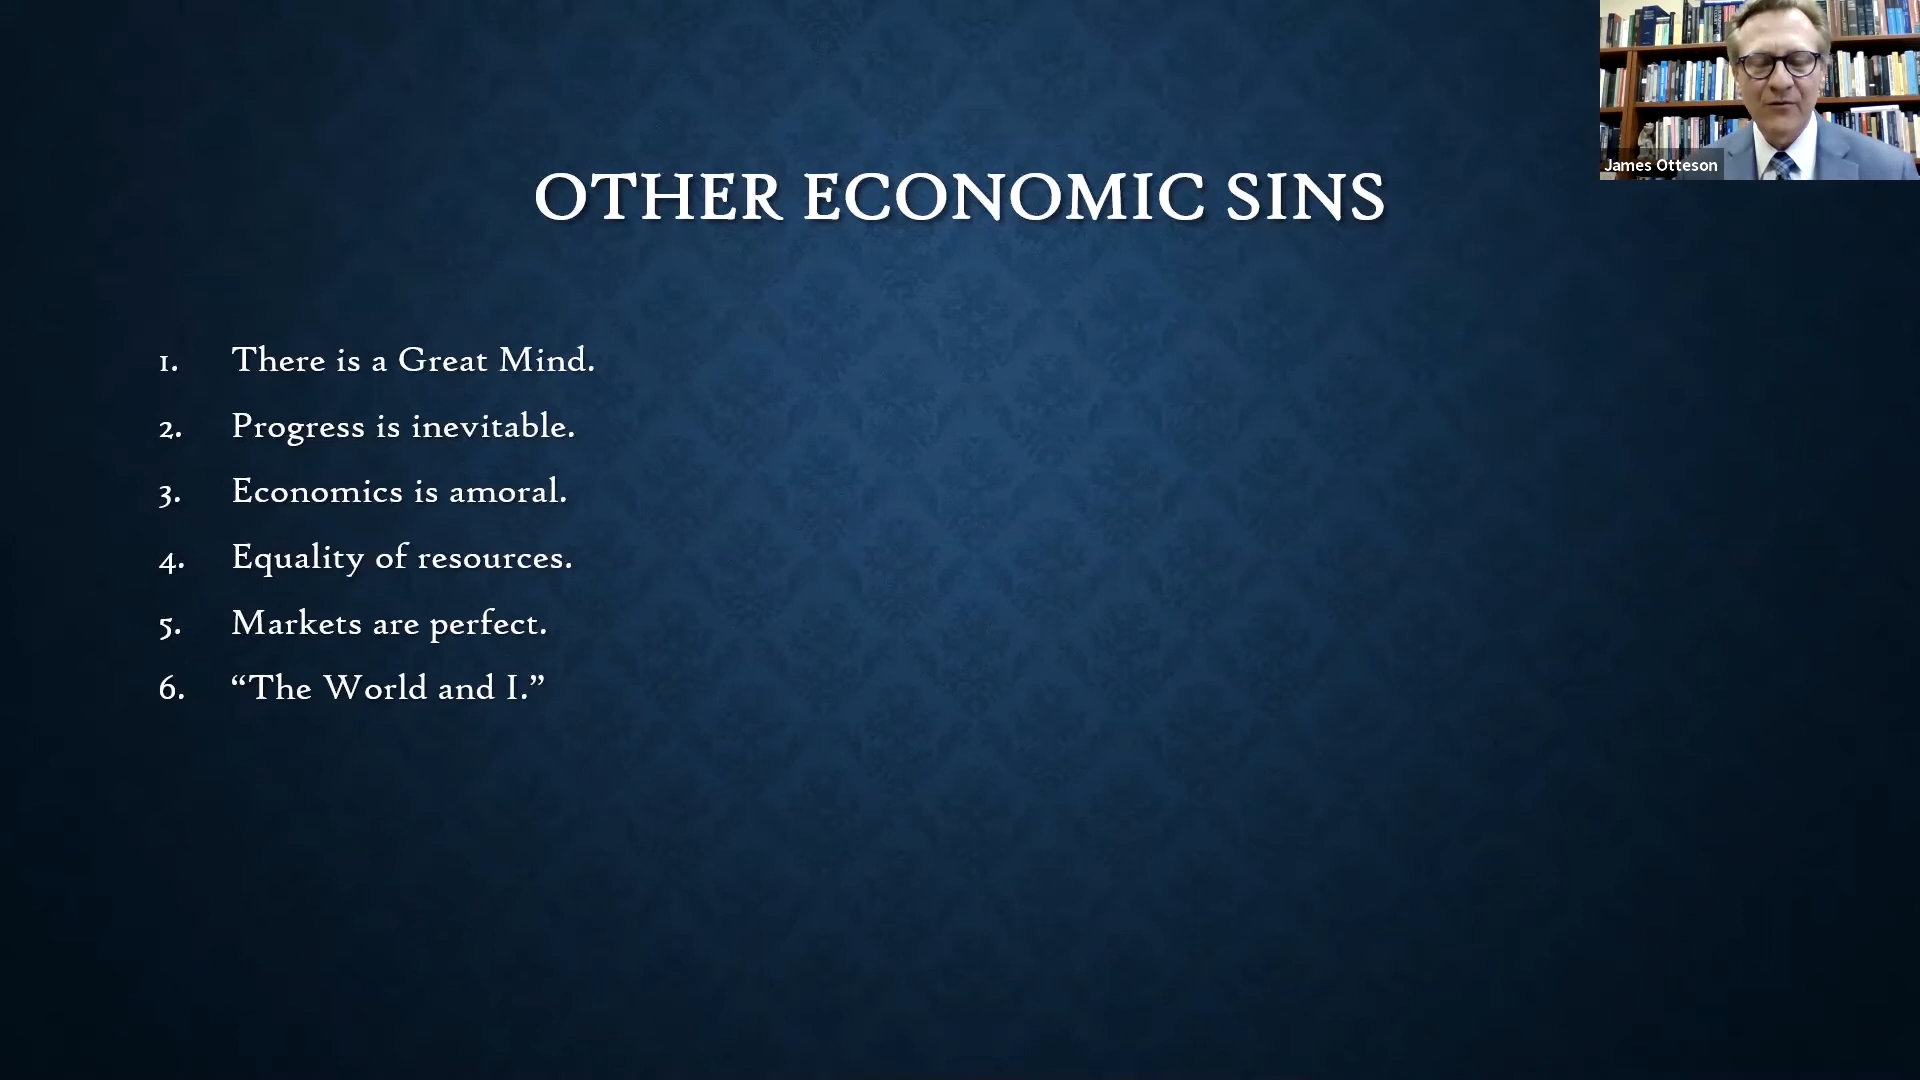 James Otteson
OTHER ECONOMIC SINS
1. There is a Great Mind.
2. Progress is inevitable.
3. Economics is amoral.
4. Equality of resources.
5. Markets are perfect.
6. “The World and I.”